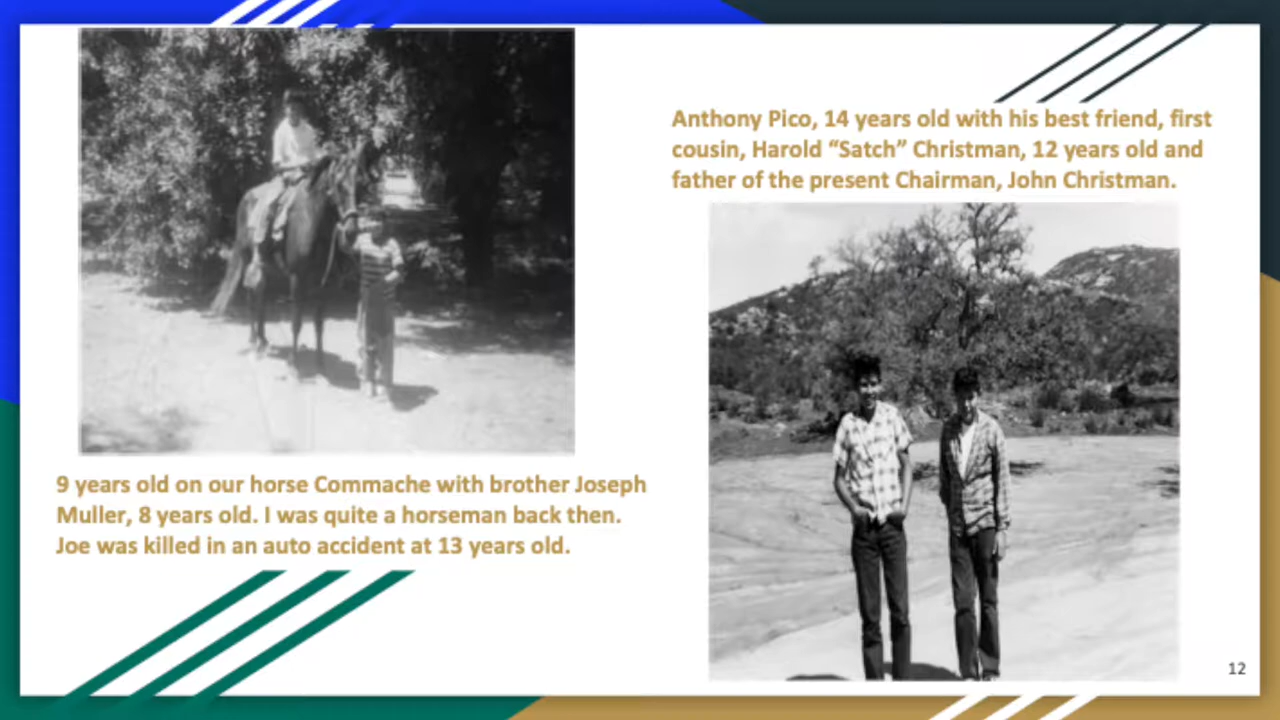 9 years old on our horse Commache with brother Joseph
Muller, 8 years old. I was quite a horseman back then.
Joe was killed in an auto accident at 13 years old.
Anthony Pico, 14 years old with his best friend, first
cousin, Harold “Satch” Christman, 12 years old and
father of the present Chairman, John Christman.
12